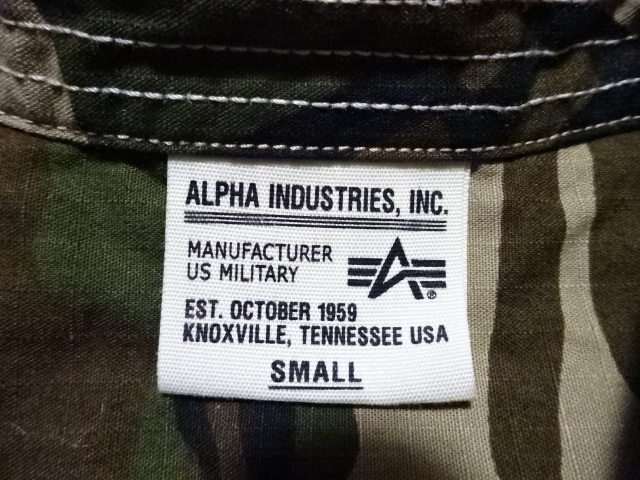 ALPHA INDUSTRIES, INC.
MANUFACTURER
US MILITARY
®
EST. OCTOBER 1959
KNOXVILLE, TENNESSEE USA
SMALL